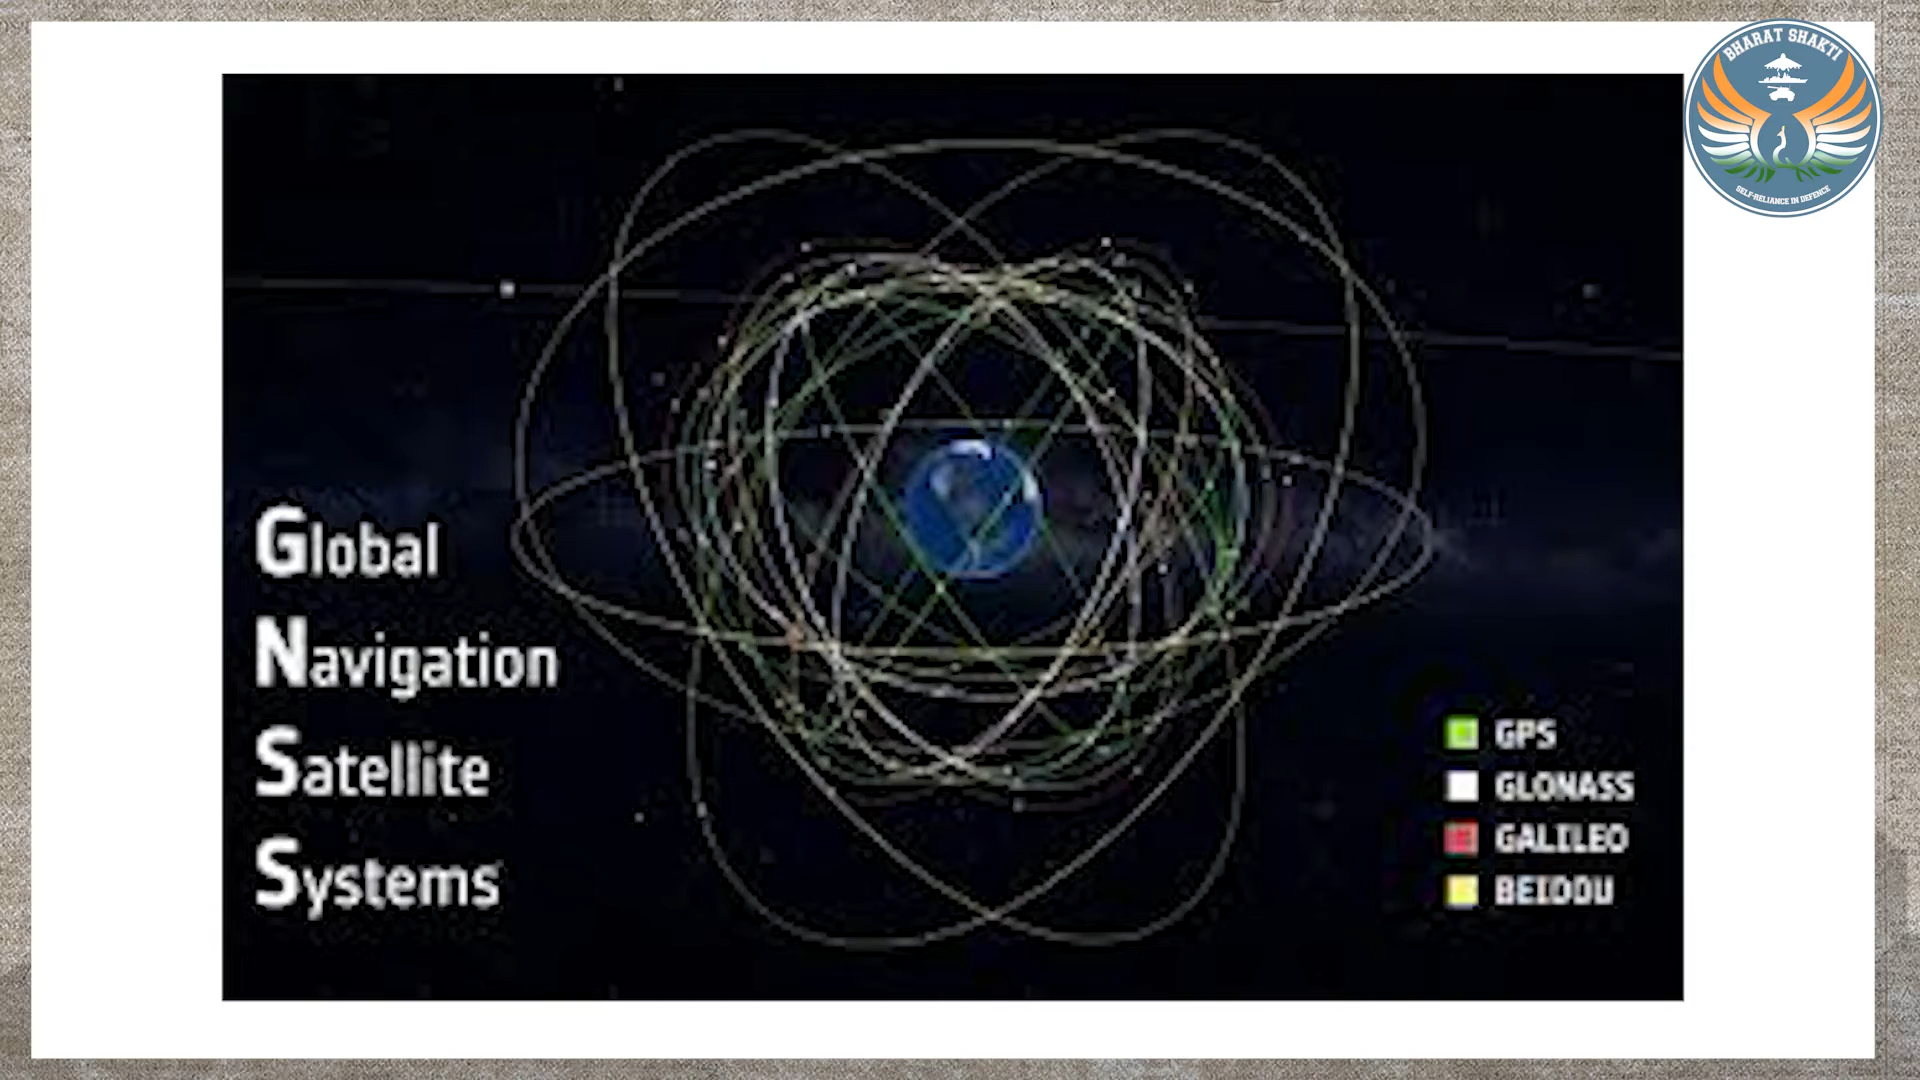 BHARAT SHAKTI
SELF-RELIANCE IN DEFENCE
Global
Navigation
Satellite
Systems
GPS
GLONASS
GALILEO
BEIDOU